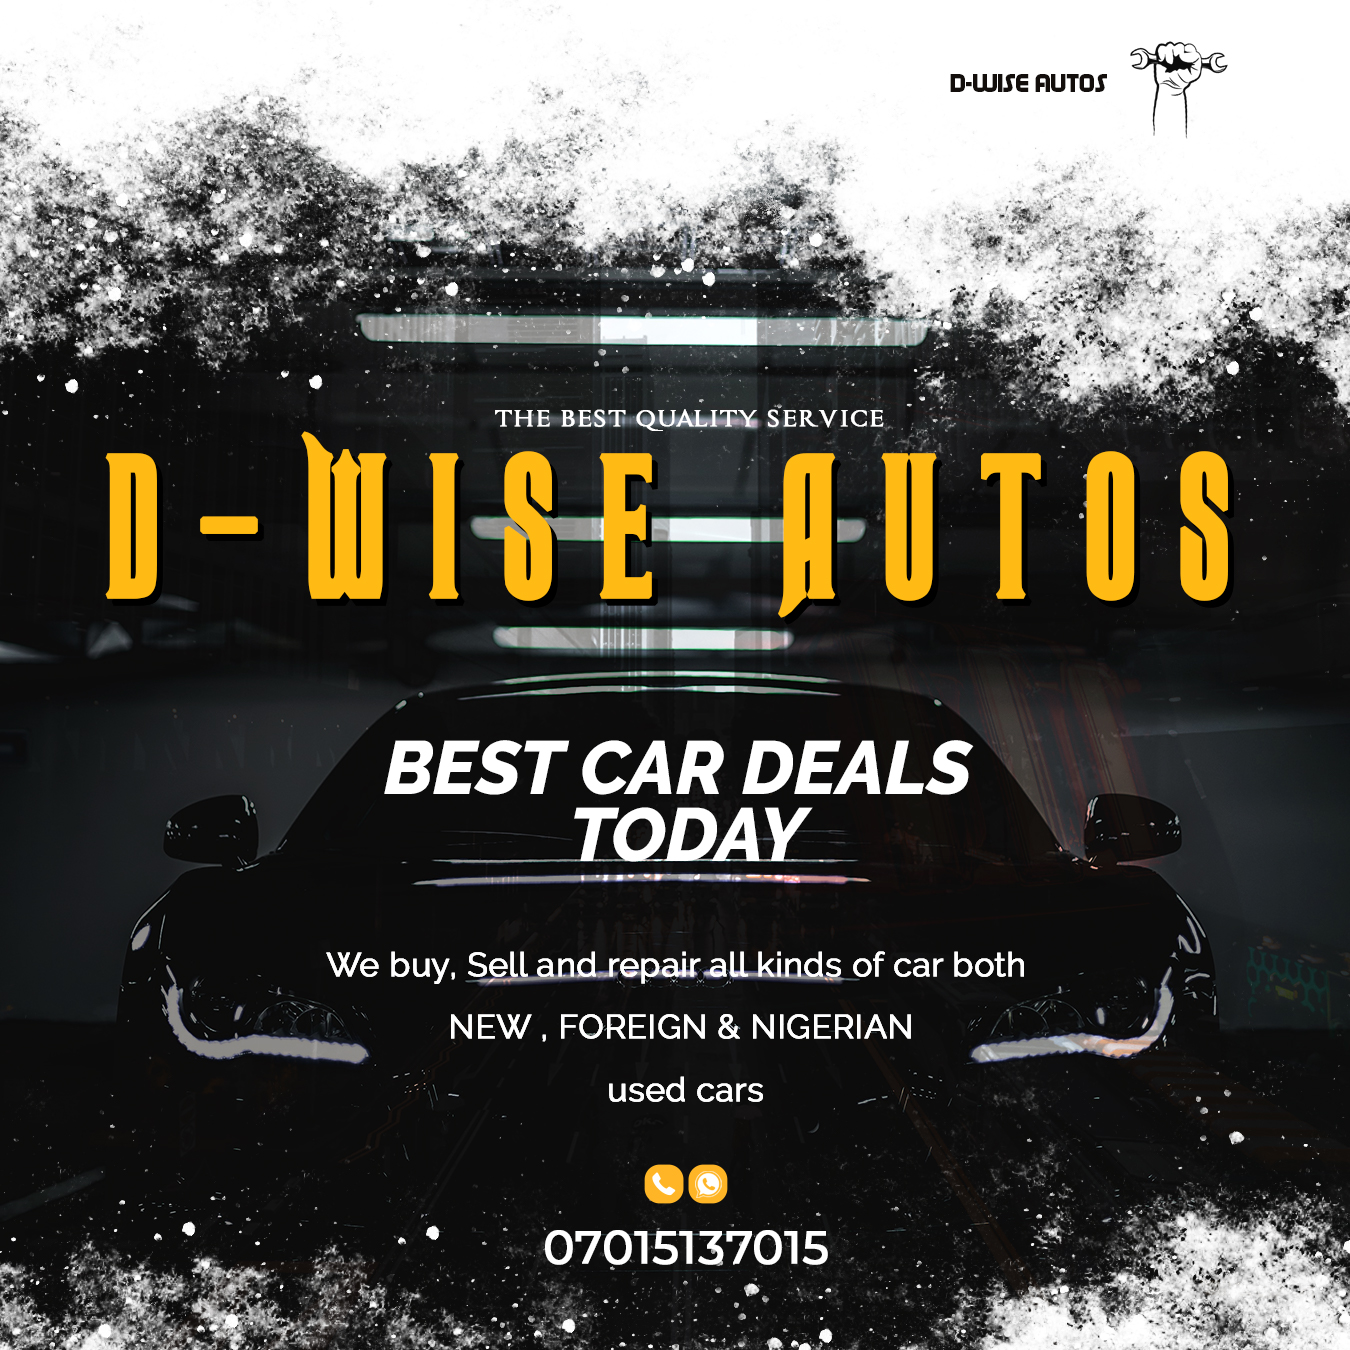 D-WISE AUTOS
THE BEST QUALITY SERVICE
D-WISE AUTOS
BEST CAR DEALS
TODAY
We buy, Sell and repair all kinds of car both
NEW , FOREIGN & NIGERIAN
used cars
07015137015